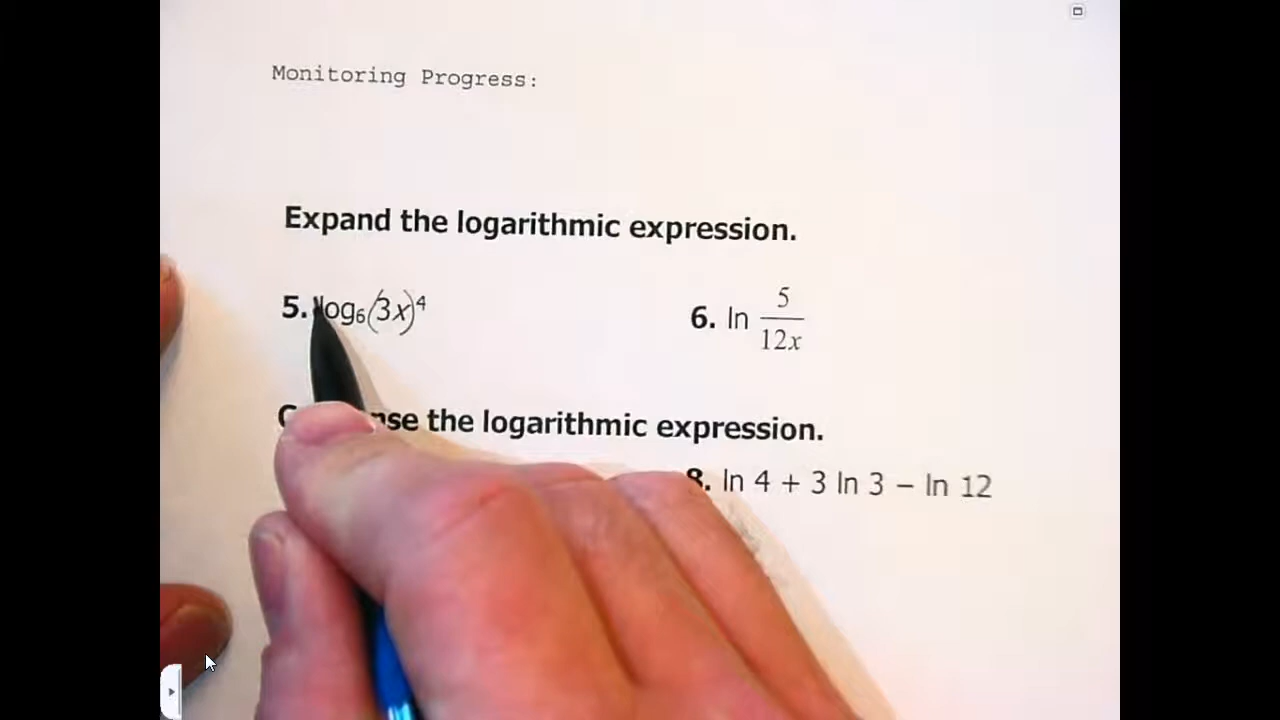 Monitoring Progress:
Expand the logarithmic expression.
5. log₆(3x)⁴
6. ln 5/12x
the logarithmic expression.
8. ln 4 + 3 ln 3 − ln 12